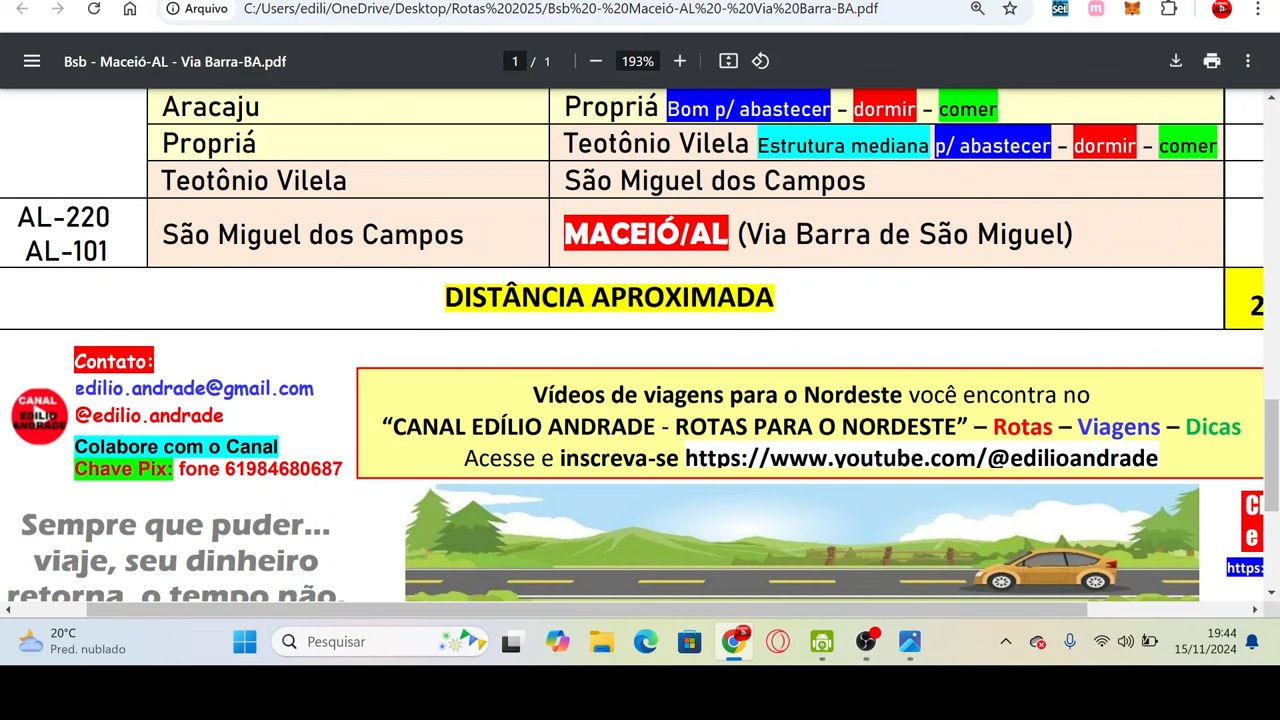 Arquivo C:/Users/edili/OneDrive/Desktop/Rotas%202025/Bsb%20-%20Maceió-AL%20-%20Via%20Barra-BA.pdf
sei!
m
Bsb - Maceió-AL - Via Barra-BA.pdf 1 / 1 193%
Aracaju Propriá Bom p/ abastecer – dormir – comer
Propriá Teotônio Vilela Estrutura mediana p/ abastecer – dormir – comer
Teotônio Vilela São Miguel dos Campos
AL-220
AL-101
São Miguel dos Campos MACEIÓ/AL (Via Barra de São Miguel)
DISTÂNCIA APROXIMADA 2
Contato:
edilio.andrade@gmail.com
@edilio.andrade
Colabore com o Canal
Chave Pix: fone 61984680687
CANAL
EDILIO
ANDRADE
Vídeos de viagens para o Nordeste você encontra no
“CANAL EDÍLIO ANDRADE - ROTAS PARA O NORDESTE” – Rotas – Viagens – Dicas
Acesse e inscreva-se https://www.youtube.com/@edilioandrade
Sempre que puder...
viaje, seu dinheiro
retorna, o tempo não.
e
https:
20°C
Pred. nublado
Pesquisar
19:44
15/11/2024